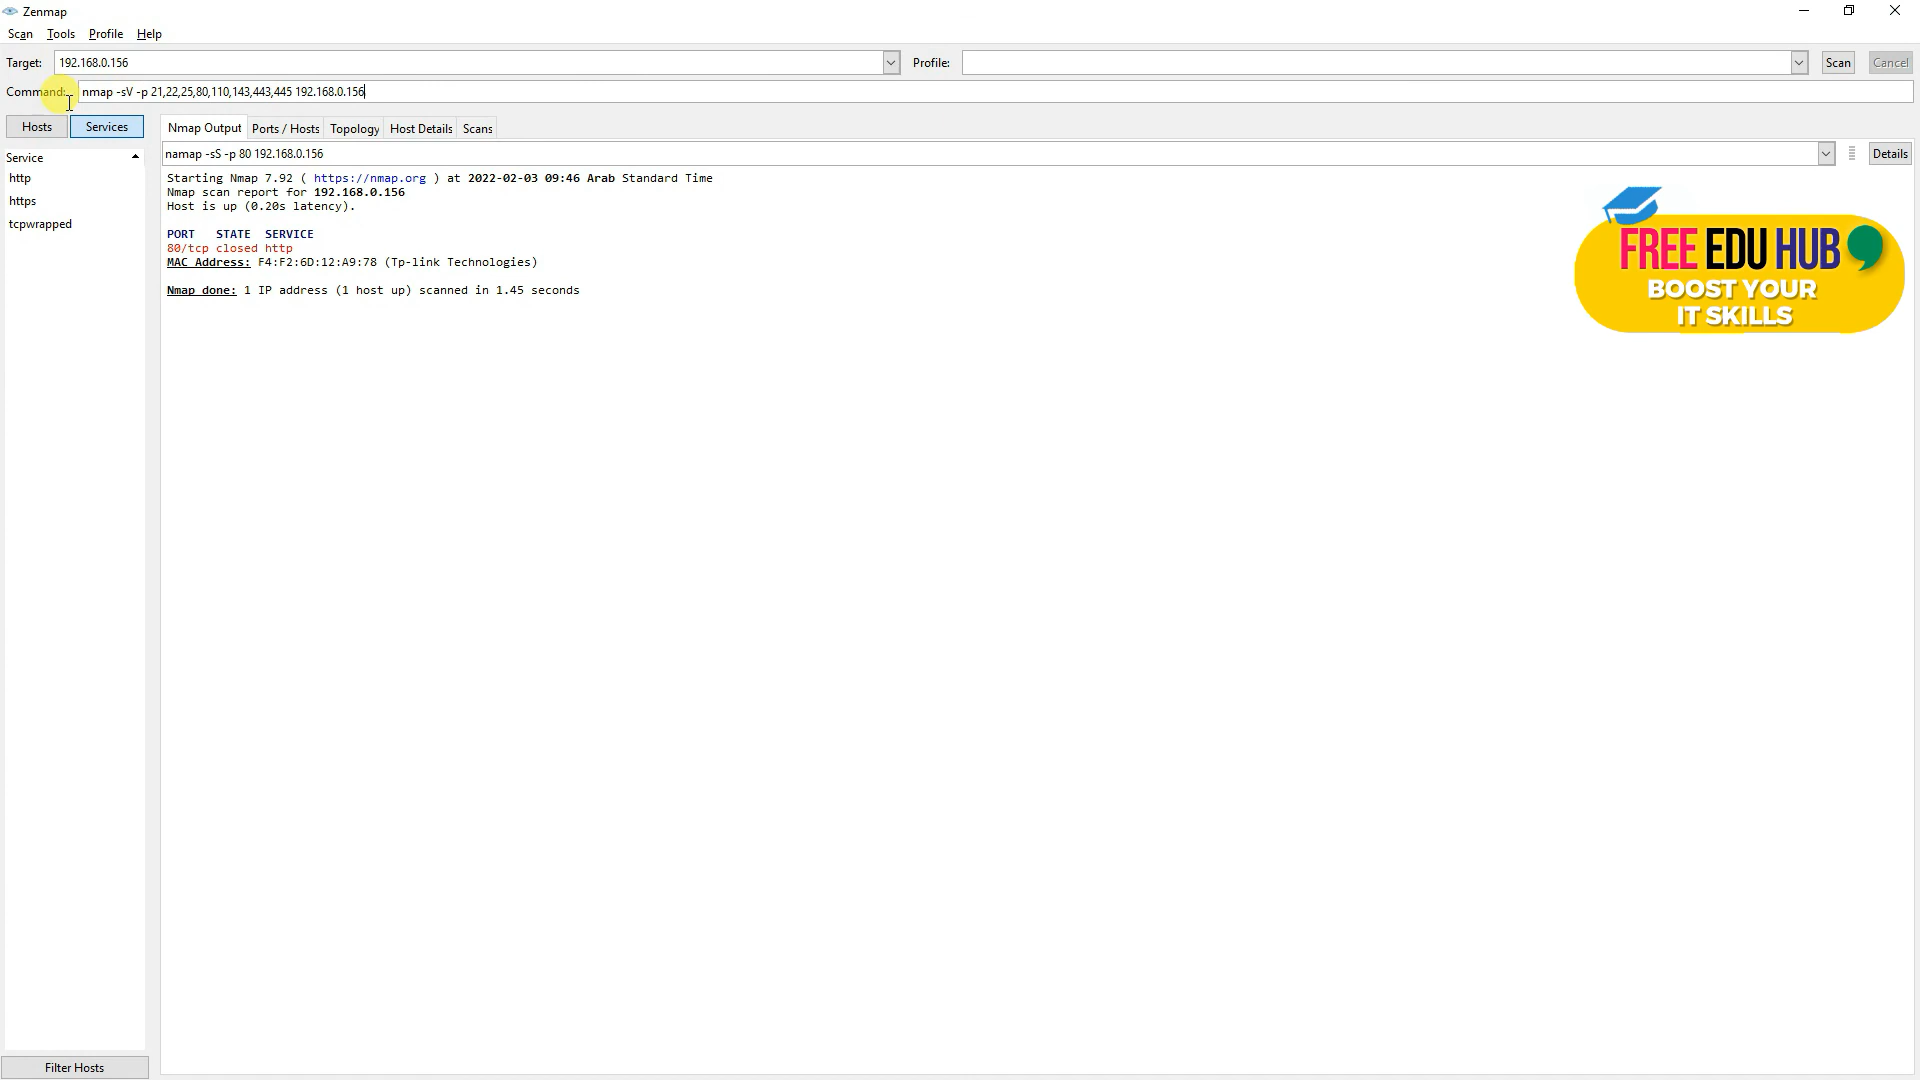 Zenmap
Scan Tools Profile Help
Target: 192.168.0.156 Profile: Scan Cancel
Command: nmap -sV -p 21,22,25,80,110,143,443,445 192.168.0.156
Hosts Services Nmap Output Ports / Hosts Topology Host Details Scans
Service
http
https
tcpwrapped
namap -sS -p 80 192.168.0.156 Details
Starting Nmap 7.92 ( https://nmap.org ) at 2022-02-03 09:46 Arab Standard Time
Nmap scan report for 192.168.0.156
Host is up (0.20s latency).
PORT STATE SERVICE
80/tcp closed http
MAC Address: F4:F2:6D:12:A9:78 (Tp-link Technologies)
Nmap done: 1 IP address (1 host up) scanned in 1.45 seconds
FREE EDU HUB
BOOST YOUR
IT SKILLS
Filter Hosts